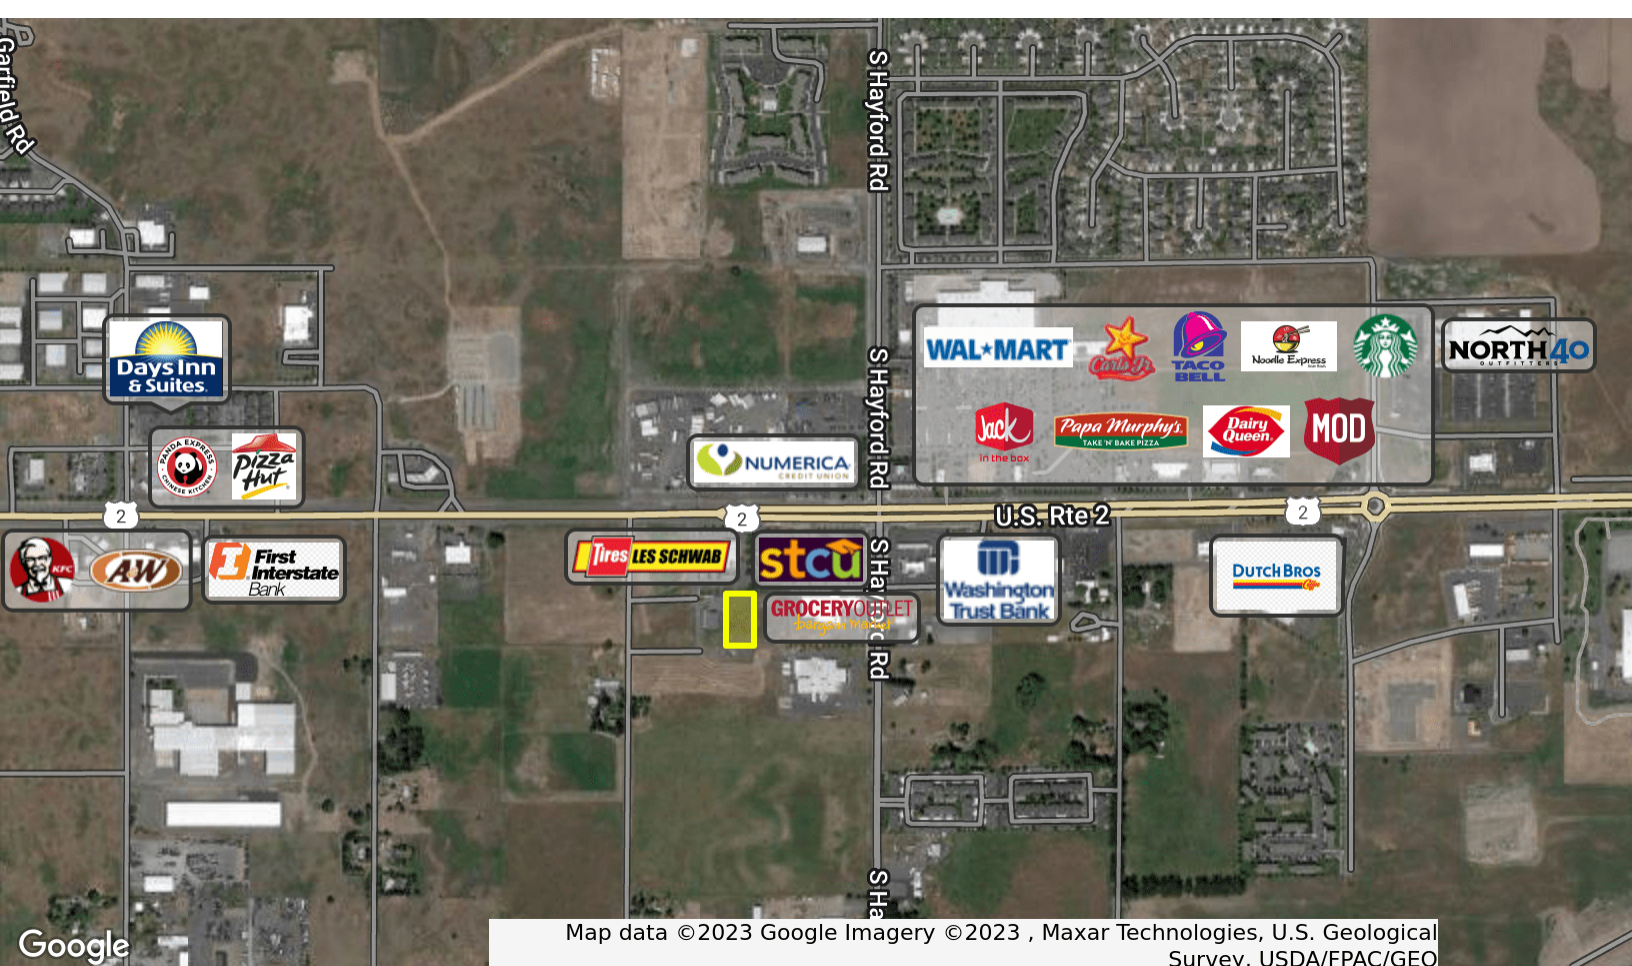 Garfield Rd
S Hayford Rd
S Hayford Rd
WAL★MART
Carl's Jr.
TACO
BELL
Noodle Express
NORTH 40
OUTFITTERS
Days Inn
& Suites.
Jack
in the box
Papa Murphy's.
TAKE 'N' BAKE PIZZA
Dairy
Queen.
MOD
PANDA EXPRESS
CHINESE KITCHEN
Pizza
Hut
NUMERICA
CREDIT UNION
2
2
U.S. Rte 2
2
KFC
A&W
First
Interstate
Bank
Tires LES SCHWAB
stcu
S Hayford Rd
GROCERY OUTLET
bargain market
Washington
Trust Bank
DUTCH BROS
Coffee
S Ha
Google
Map data ©2023 Google Imagery ©2023 , Maxar Technologies, U.S. Geological
Survey, USDA/FPAC/GEO